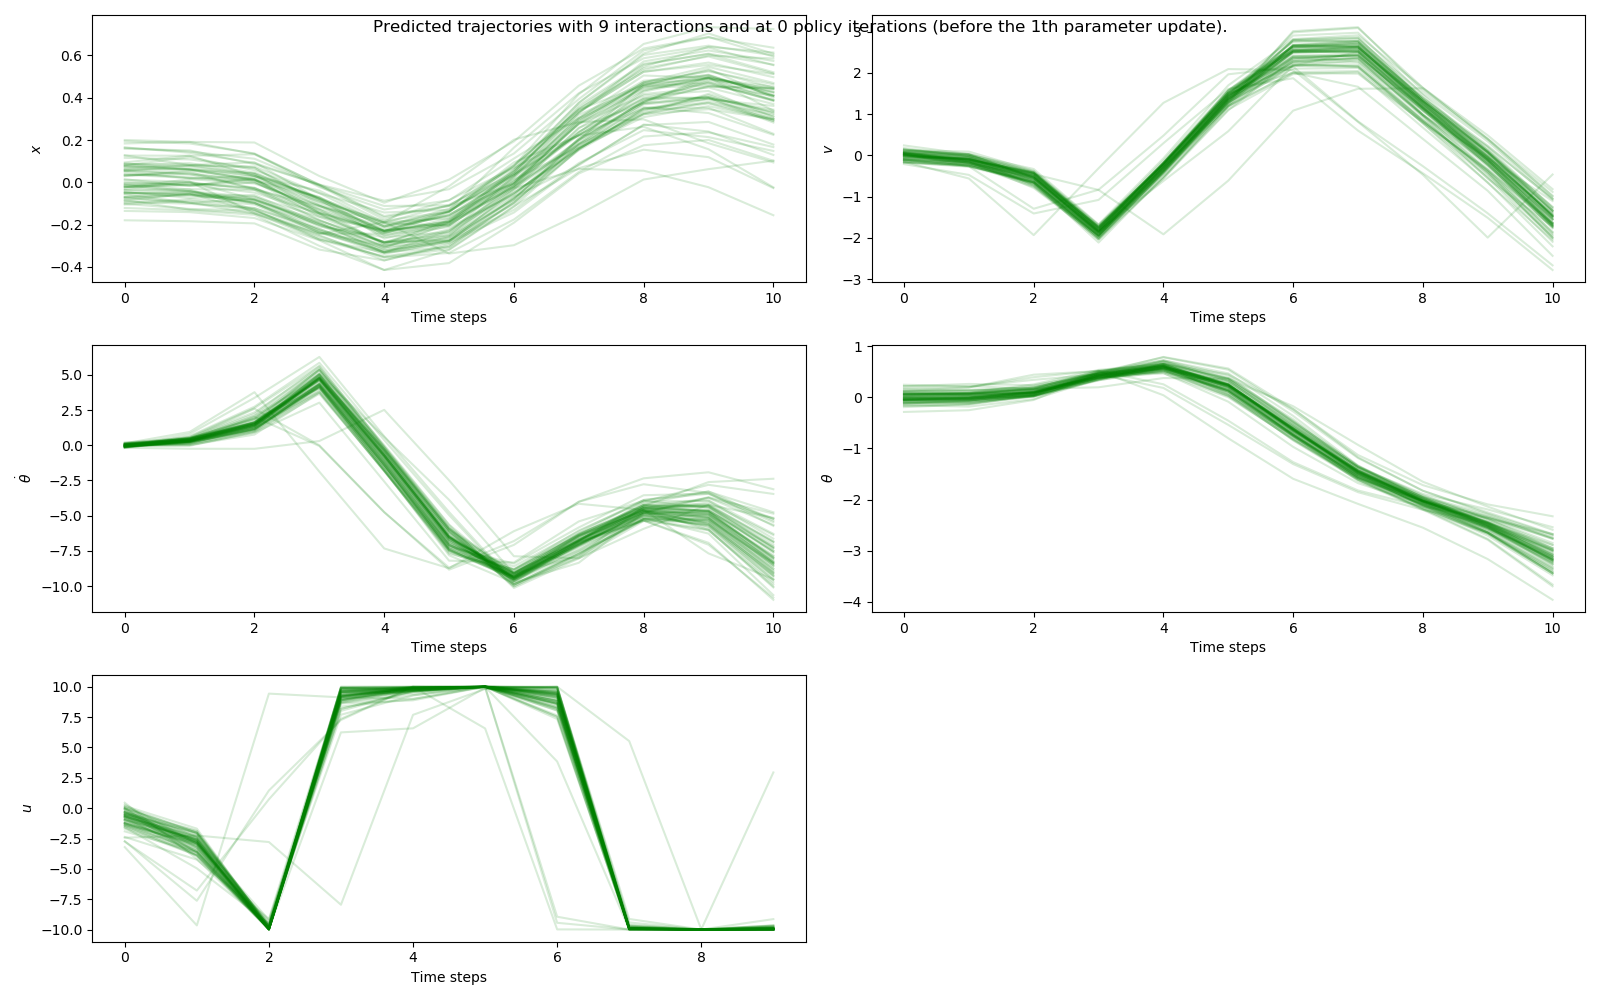 Predicted trajectories with 9 interactions and at 0 policy iterations (before the 1th parameter update).
0.6
0.4
0.2
0.0
−0.2
−0.4
x
0 2 4 6 8 10
Time steps
3
2
1
0
−1
−2
−3
v
0 2 4 6 8 10
Time steps
5.0
2.5
0.0
−2.5
−5.0
−7.5
−10.0
θ̇
0 2 4 6 8 10
Time steps
1
0
−1
−2
−3
−4
θ
0 2 4 6 8 10
Time steps
10.0
7.5
5.0
2.5
0.0
−2.5
−5.0
−7.5
−10.0
u
0 2 4 6 8
Time steps